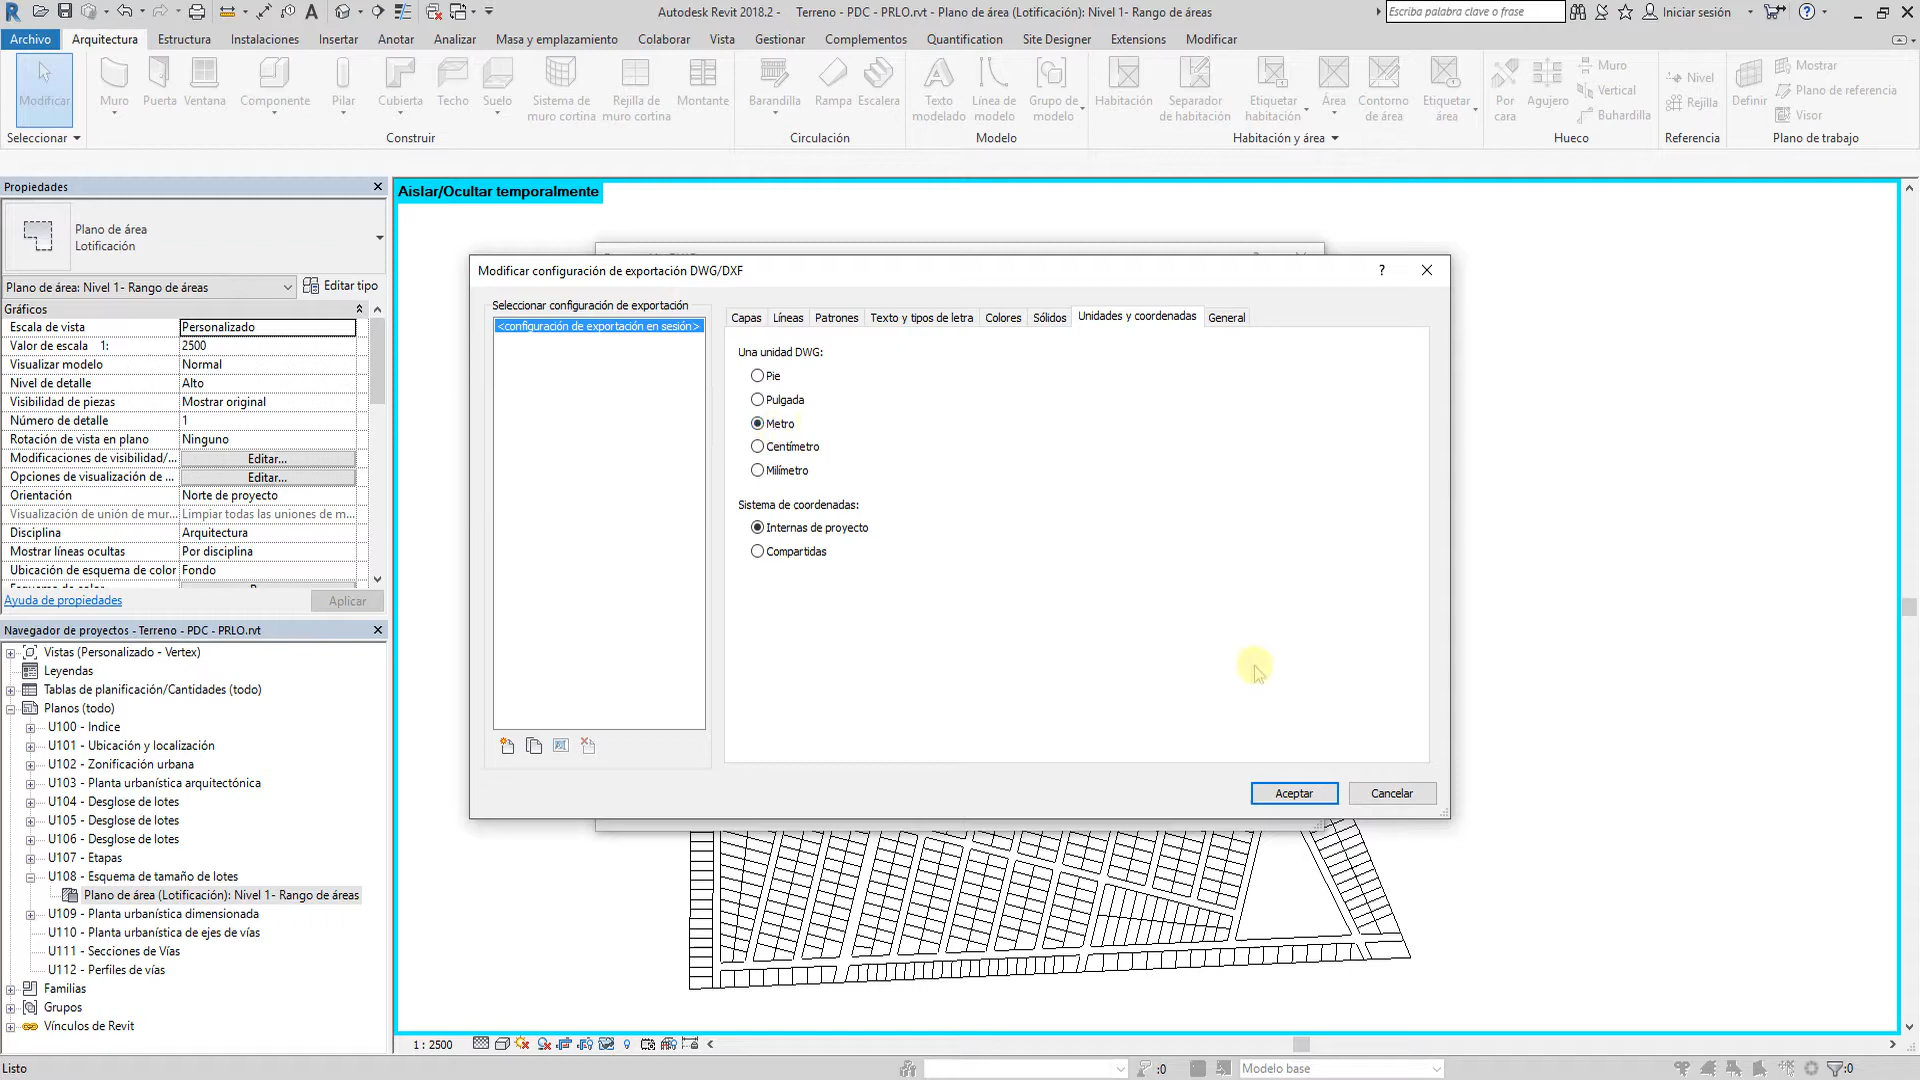 Autodesk Revit 2018.2 - Terreno - PDC - PRLO.rvt - Plano de área (Lotificación): Nivel 1- Rango de áreas
Escriba palabra clave o frase
Iniciar sesión
Archivo Arquitectura Estructura Instalaciones Insertar Anotar Analizar Masa y emplazamiento Colaborar Vista Gestionar Complementos Quantification Site Designer Extensions Modificar
Modificar
Muro
Puerta
Ventana
Componente
Pilar
Cubierta
Techo
Suelo
Sistema de
muro cortina
Rejilla de
muro cortina
Montante
Barandilla
Rampa
Escalera
Texto
modelado
Línea de
modelo
Grupo de
modelo
Habitación
Separador
de habitación
Etiquetar
habitación
Área
Contorno
de área
Etiquetar
área
Por
cara
Agujero
Muro
Vertical
Buhardilla
Nivel
Rejilla
Definir
Mostrar
Plano de referencia
Visor
Seleccionar
Construir
Circulación
Modelo
Habitación y área
Hueco
Referencia
Plano de trabajo
Propiedades
Plano de área
Lotificación
Plano de área: Nivel 1- Rango de áreas
Editar tipo
Gráficos
Escala de vista Personalizado
Valor de escala 1: 2500
Visualizar modelo Normal
Nivel de detalle Alto
Visibilidad de piezas Mostrar original
Número de detalle 1
Rotación de vista en plano Ninguno
Modificaciones de visibilidad/... Editar...
Opciones de visualización de ... Editar...
Orientación Norte de proyecto
Visualización de unión de mur... Limpiar todas las uniones de m...
Disciplina Arquitectura
Mostrar líneas ocultas Por disciplina
Ubicación de esquema de color Fondo
Ayuda de propiedades
Aplicar
Navegador de proyectos - Terreno - PDC - PRLO.rvt
Vistas (Personalizado - Vertex)
Leyendas
Tablas de planificación/Cantidades (todo)
Planos (todo)
U100 - Indice
U101 - Ubicación y localización
U102 - Zonificación urbana
U103 - Planta urbanística arquitectónica
U104 - Desglose de lotes
U105 - Desglose de lotes
U106 - Desglose de lotes
U107 - Etapas
U108 - Esquema de tamaño de lotes
Plano de área (Lotificación): Nivel 1- Rango de áreas
U109 - Planta urbanística dimensionada
U110 - Planta urbanística de ejes de vías
U111 - Secciones de Vías
U112 - Perfiles de vías
Familias
Grupos
Vínculos de Revit
Aislar/Ocultar temporalmente
Modificar configuración de exportación DWG/DXF
Seleccionar configuración de exportación
<configuración de exportación en sesión>
Capas Líneas Patrones Texto y tipos de letra Colores Sólidos Unidades y coordenadas General
Una unidad DWG:
Pie
Pulgada
Metro
Centímetro
Milímetro
Sistema de coordenadas:
Internas de proyecto
Compartidas
Aceptar
Cancelar
1 : 2500
Listo
:0
Modelo base
:0